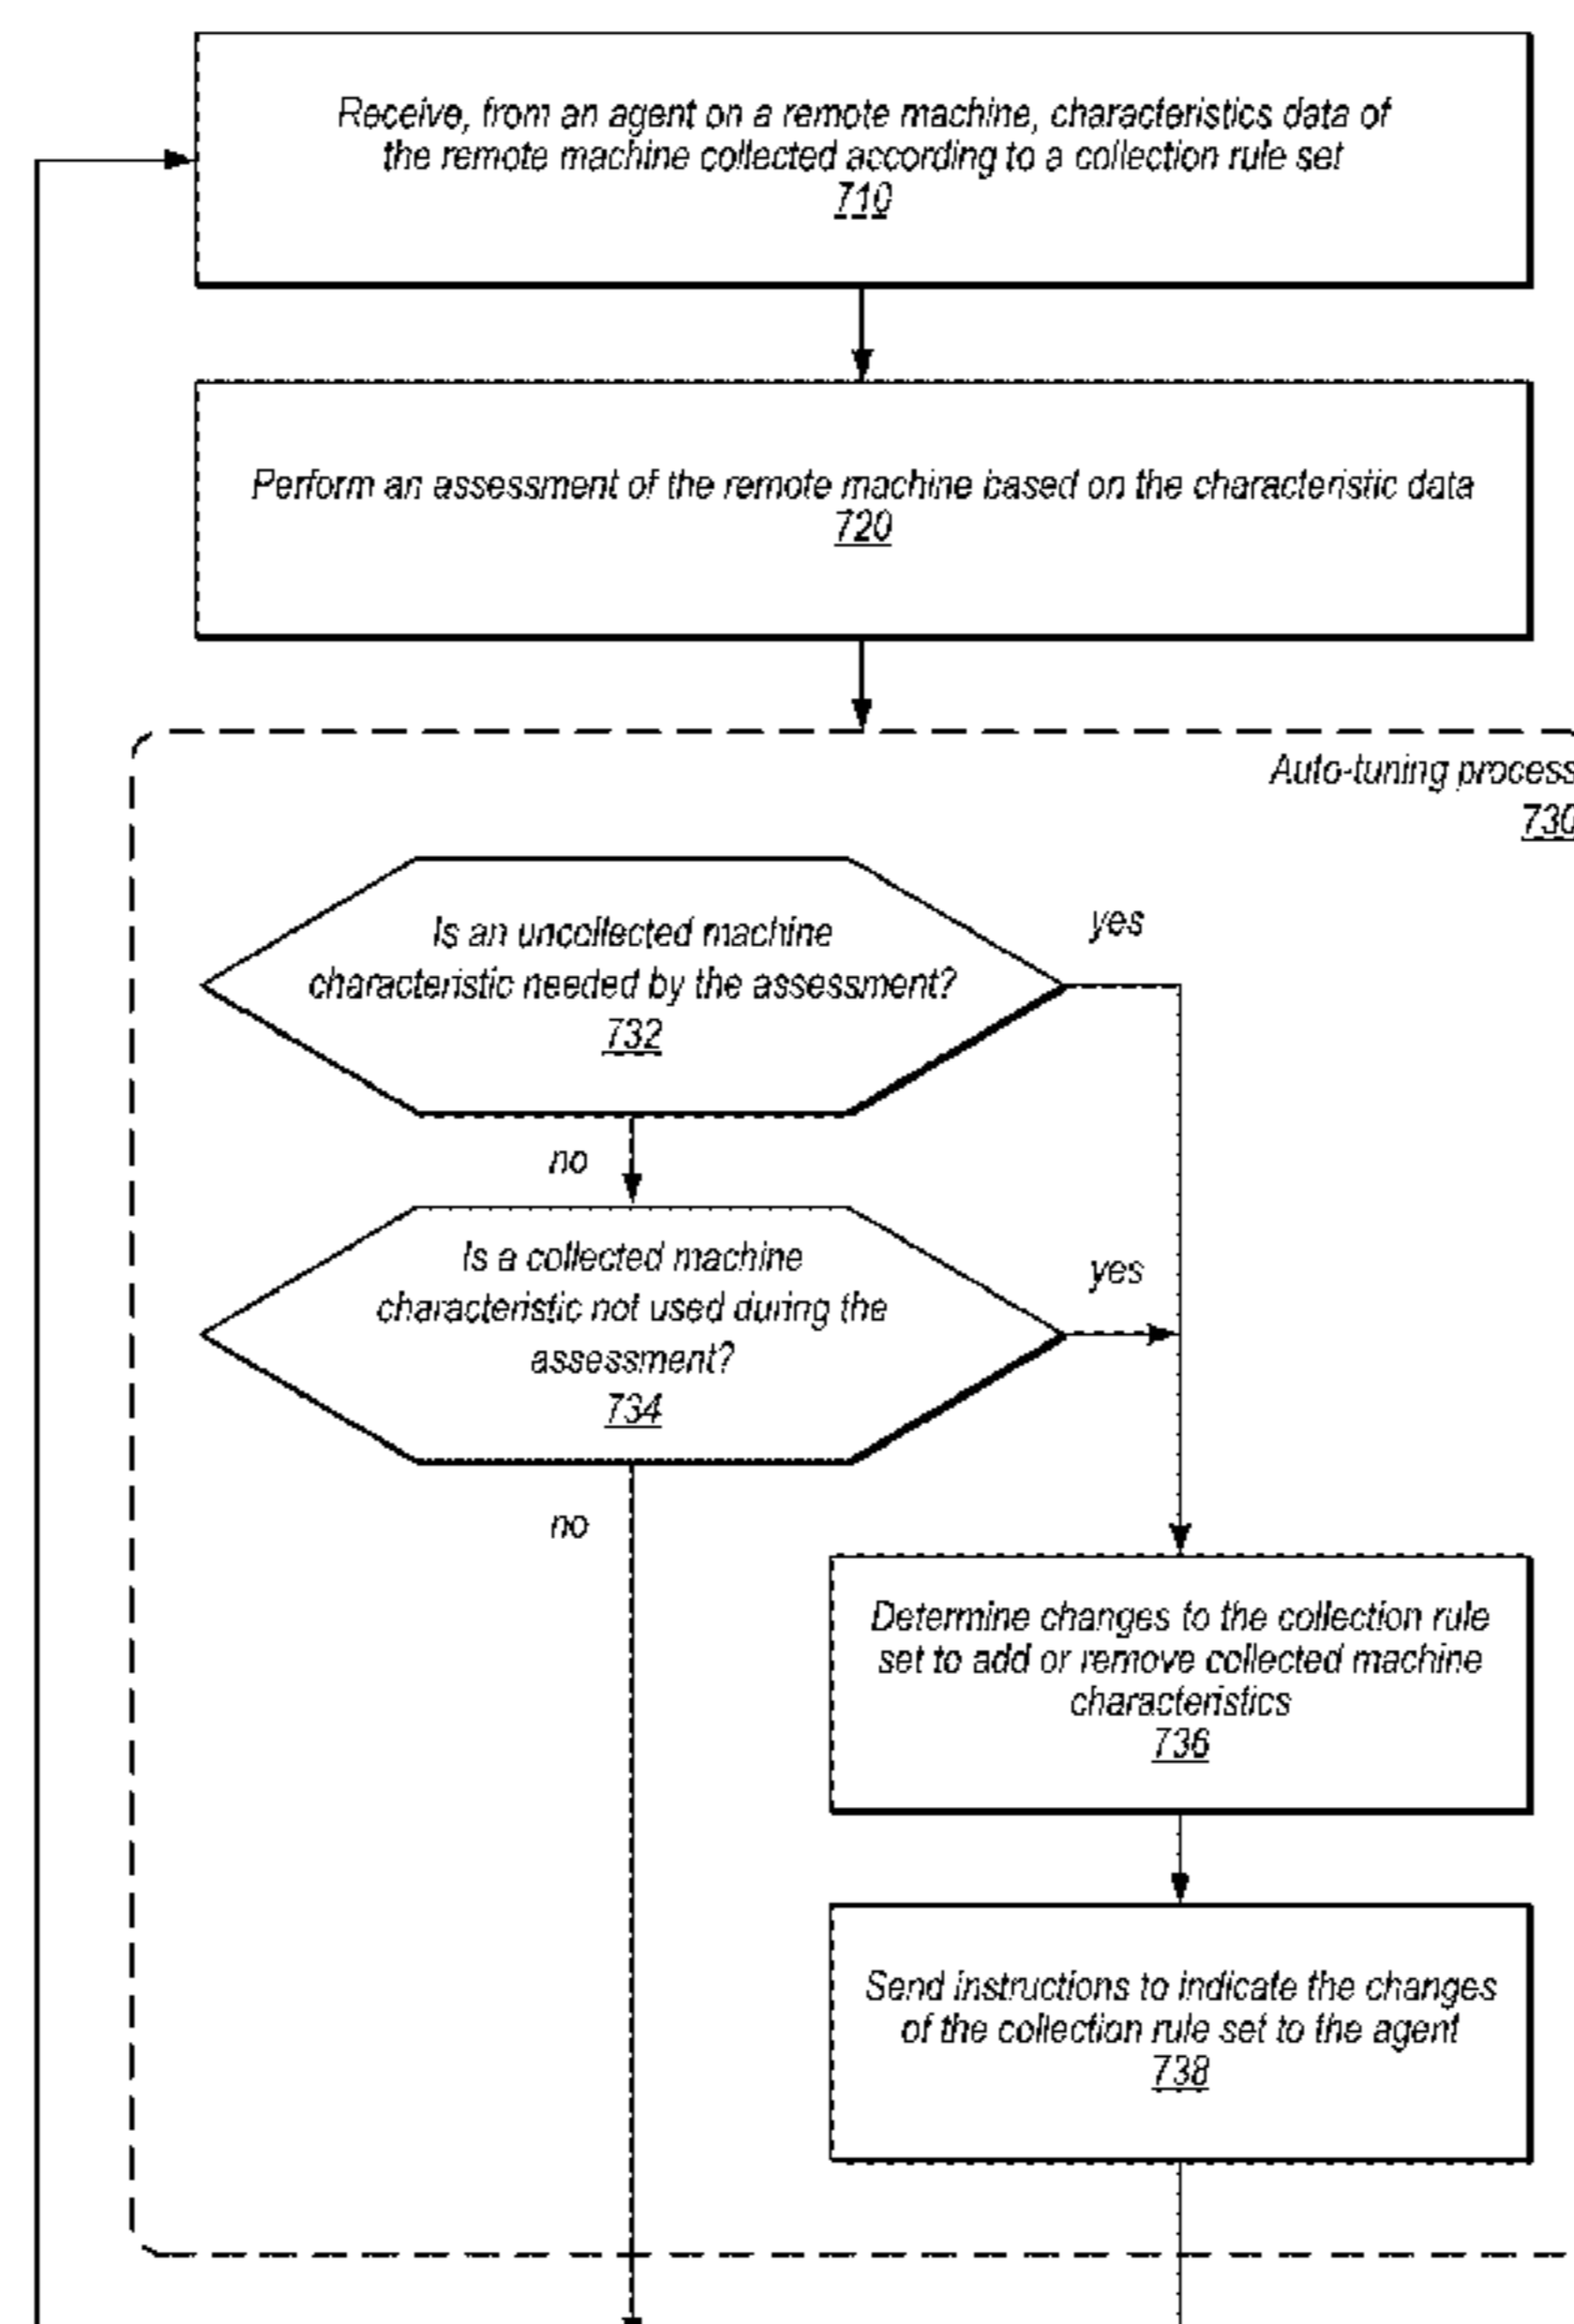 Receive, from an agent on a remote machine, characteristics data of
the remote machine collected according to a collection rule set
710
Perform an assessment of the remote machine based on the characteristic data
720
Auto-tuning process
730
Is an uncollected machine
characteristic needed by the assessment?
732
yes
no
Is a collected machine
characteristic not used during the
assessment?
734
yes
no
Determine changes to the collection rule
set to add or remove collected machine
characteristics
736
Send instructions to indicate the changes
of the collection rule set to the agent
738